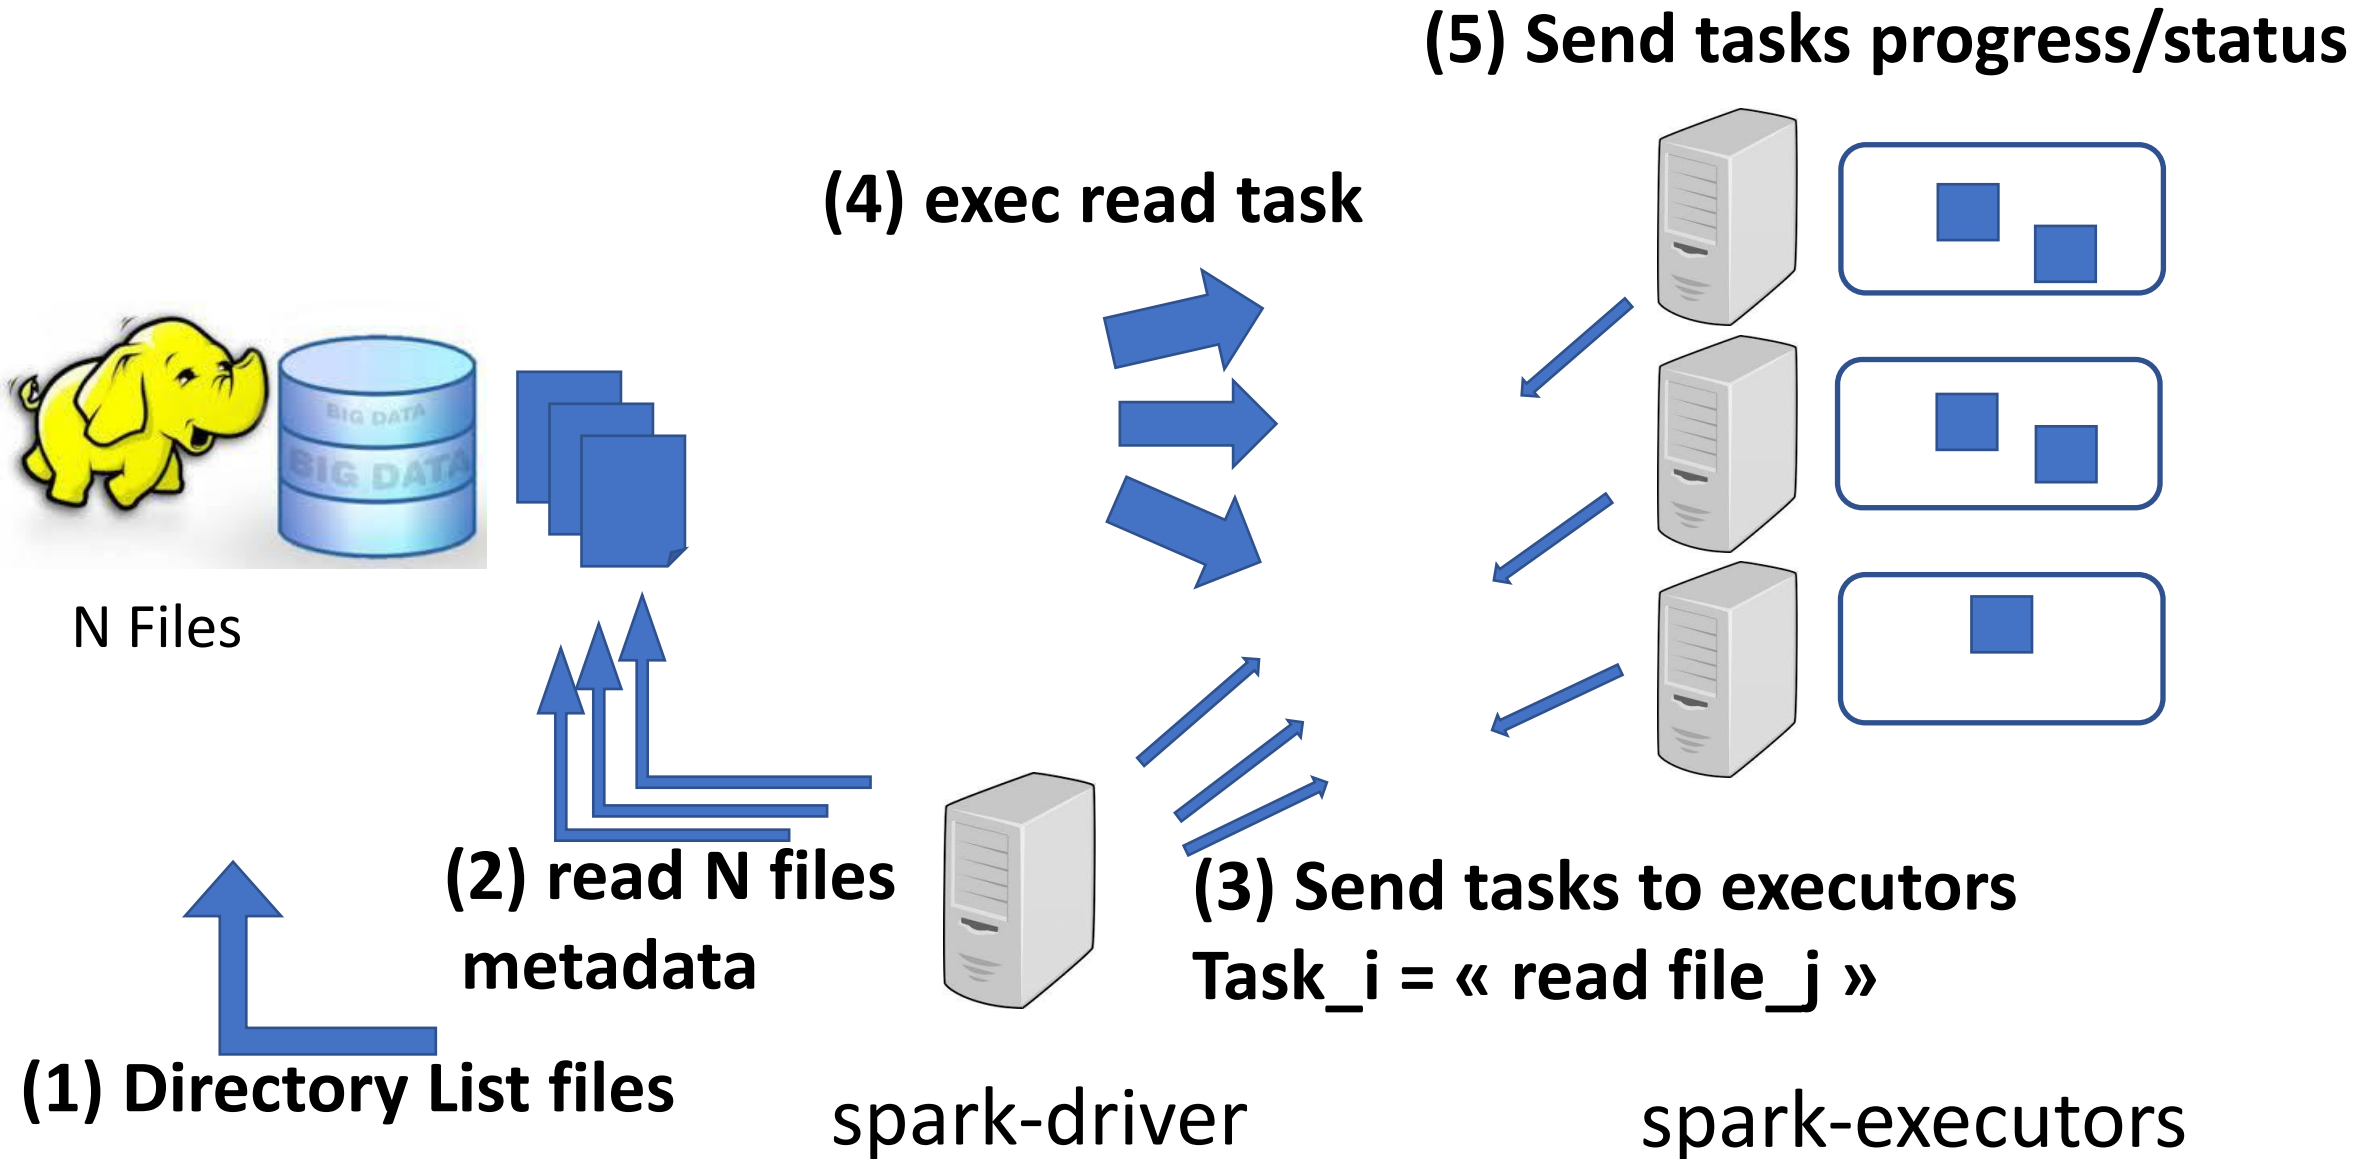 (5) Send tasks progress/status
(4) exec read task
BIG DATA
BIG DATA
N Files
(2) read N files
metadata
(3) Send tasks to executors
Task_i = « read file_j »
(1) Directory List files
spark-driver
spark-executors